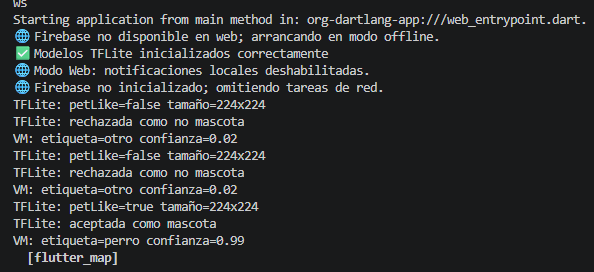 ws
Starting application from main method in: org-dartlang-app:///web_entrypoint.dart.
🌐 Firebase no disponible en web; arrancando en modo offline.
✅ Modelos TFLite inicializados correctamente
🌐 Modo Web: notificaciones locales deshabilitadas.
🌐 Firebase no inicializado; omitiendo tareas de red.
TFLite: petLike=false tamaño=224x224
TFLite: rechazada como no mascota
VM: etiqueta=otro confianza=0.02
TFLite: petLike=false tamaño=224x224
TFLite: rechazada como no mascota
VM: etiqueta=otro confianza=0.02
TFLite: petLike=true tamaño=224x224
TFLite: aceptada como mascota
VM: etiqueta=perro confianza=0.99
[flutter_map]